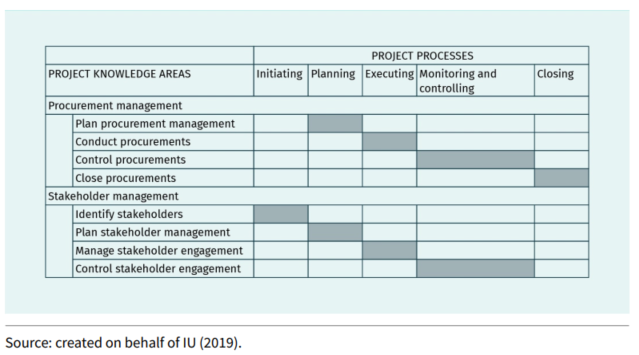 PROJECT PROCESSES
PROJECT KNOWLEDGE AREAS Initiating Planning Executing Monitoring and controlling Closing
Procurement management
Plan procurement management
Conduct procurements
Control procurements
Close procurements
Stakeholder management
Identify stakeholders
Plan stakeholder management
Manage stakeholder engagement
Control stakeholder engagement
Source: created on behalf of IU (2019).